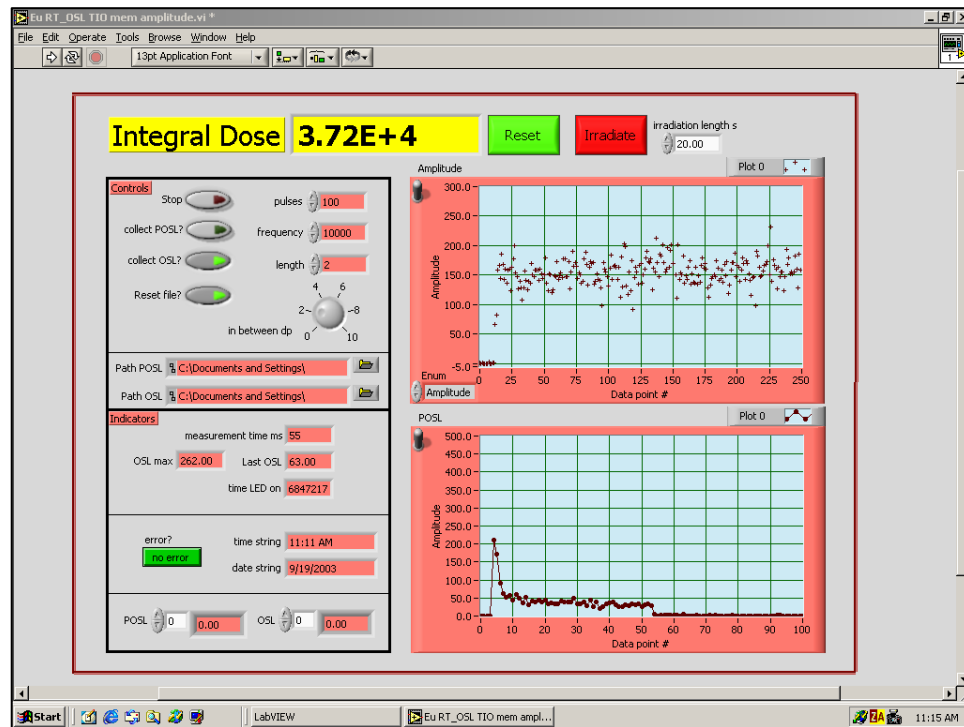 Eu RT_OSL TIO mem amplitude.vi *
File Edit Operate Tools Browse Window Help
13pt Application Font
1
Integral Dose 3.72E+4 Reset Irradiate
irradiation length s
20.00
Controls
Stop
collect POSL?
collect OSL?
Reset file?
pulses 100
frequency 10000
length 2
in between dp
0 2 4 6 8 10
Path POSL C:\Documents and Settings\
Path OSL C:\Documents and Settings\
Indicators
measurement time ms 55
OSL max 262.00 Last OSL 63.00
time LED on 6847217
error?
no error
time string 11:11 AM
date string 9/19/2003
POSL 0 0.00 OSL 0 0.00
Amplitude
Plot 0
300.0
250.0
200.0
150.0
100.0
50.0
-5.0
Amplitude
0 25 50 75 100 125 150 175 200 225 250
Data point #
Enum
Amplitude
POSL
Plot 0
500.0
450.0
400.0
350.0
300.0
250.0
200.0
150.0
100.0
50.0
0.0
Amplitude
0 10 20 30 40 50 60 70 80 90 100
Data point #
Start LabVIEW Eu RT_OSL TIO mem ampl... ZA 11:15 AM